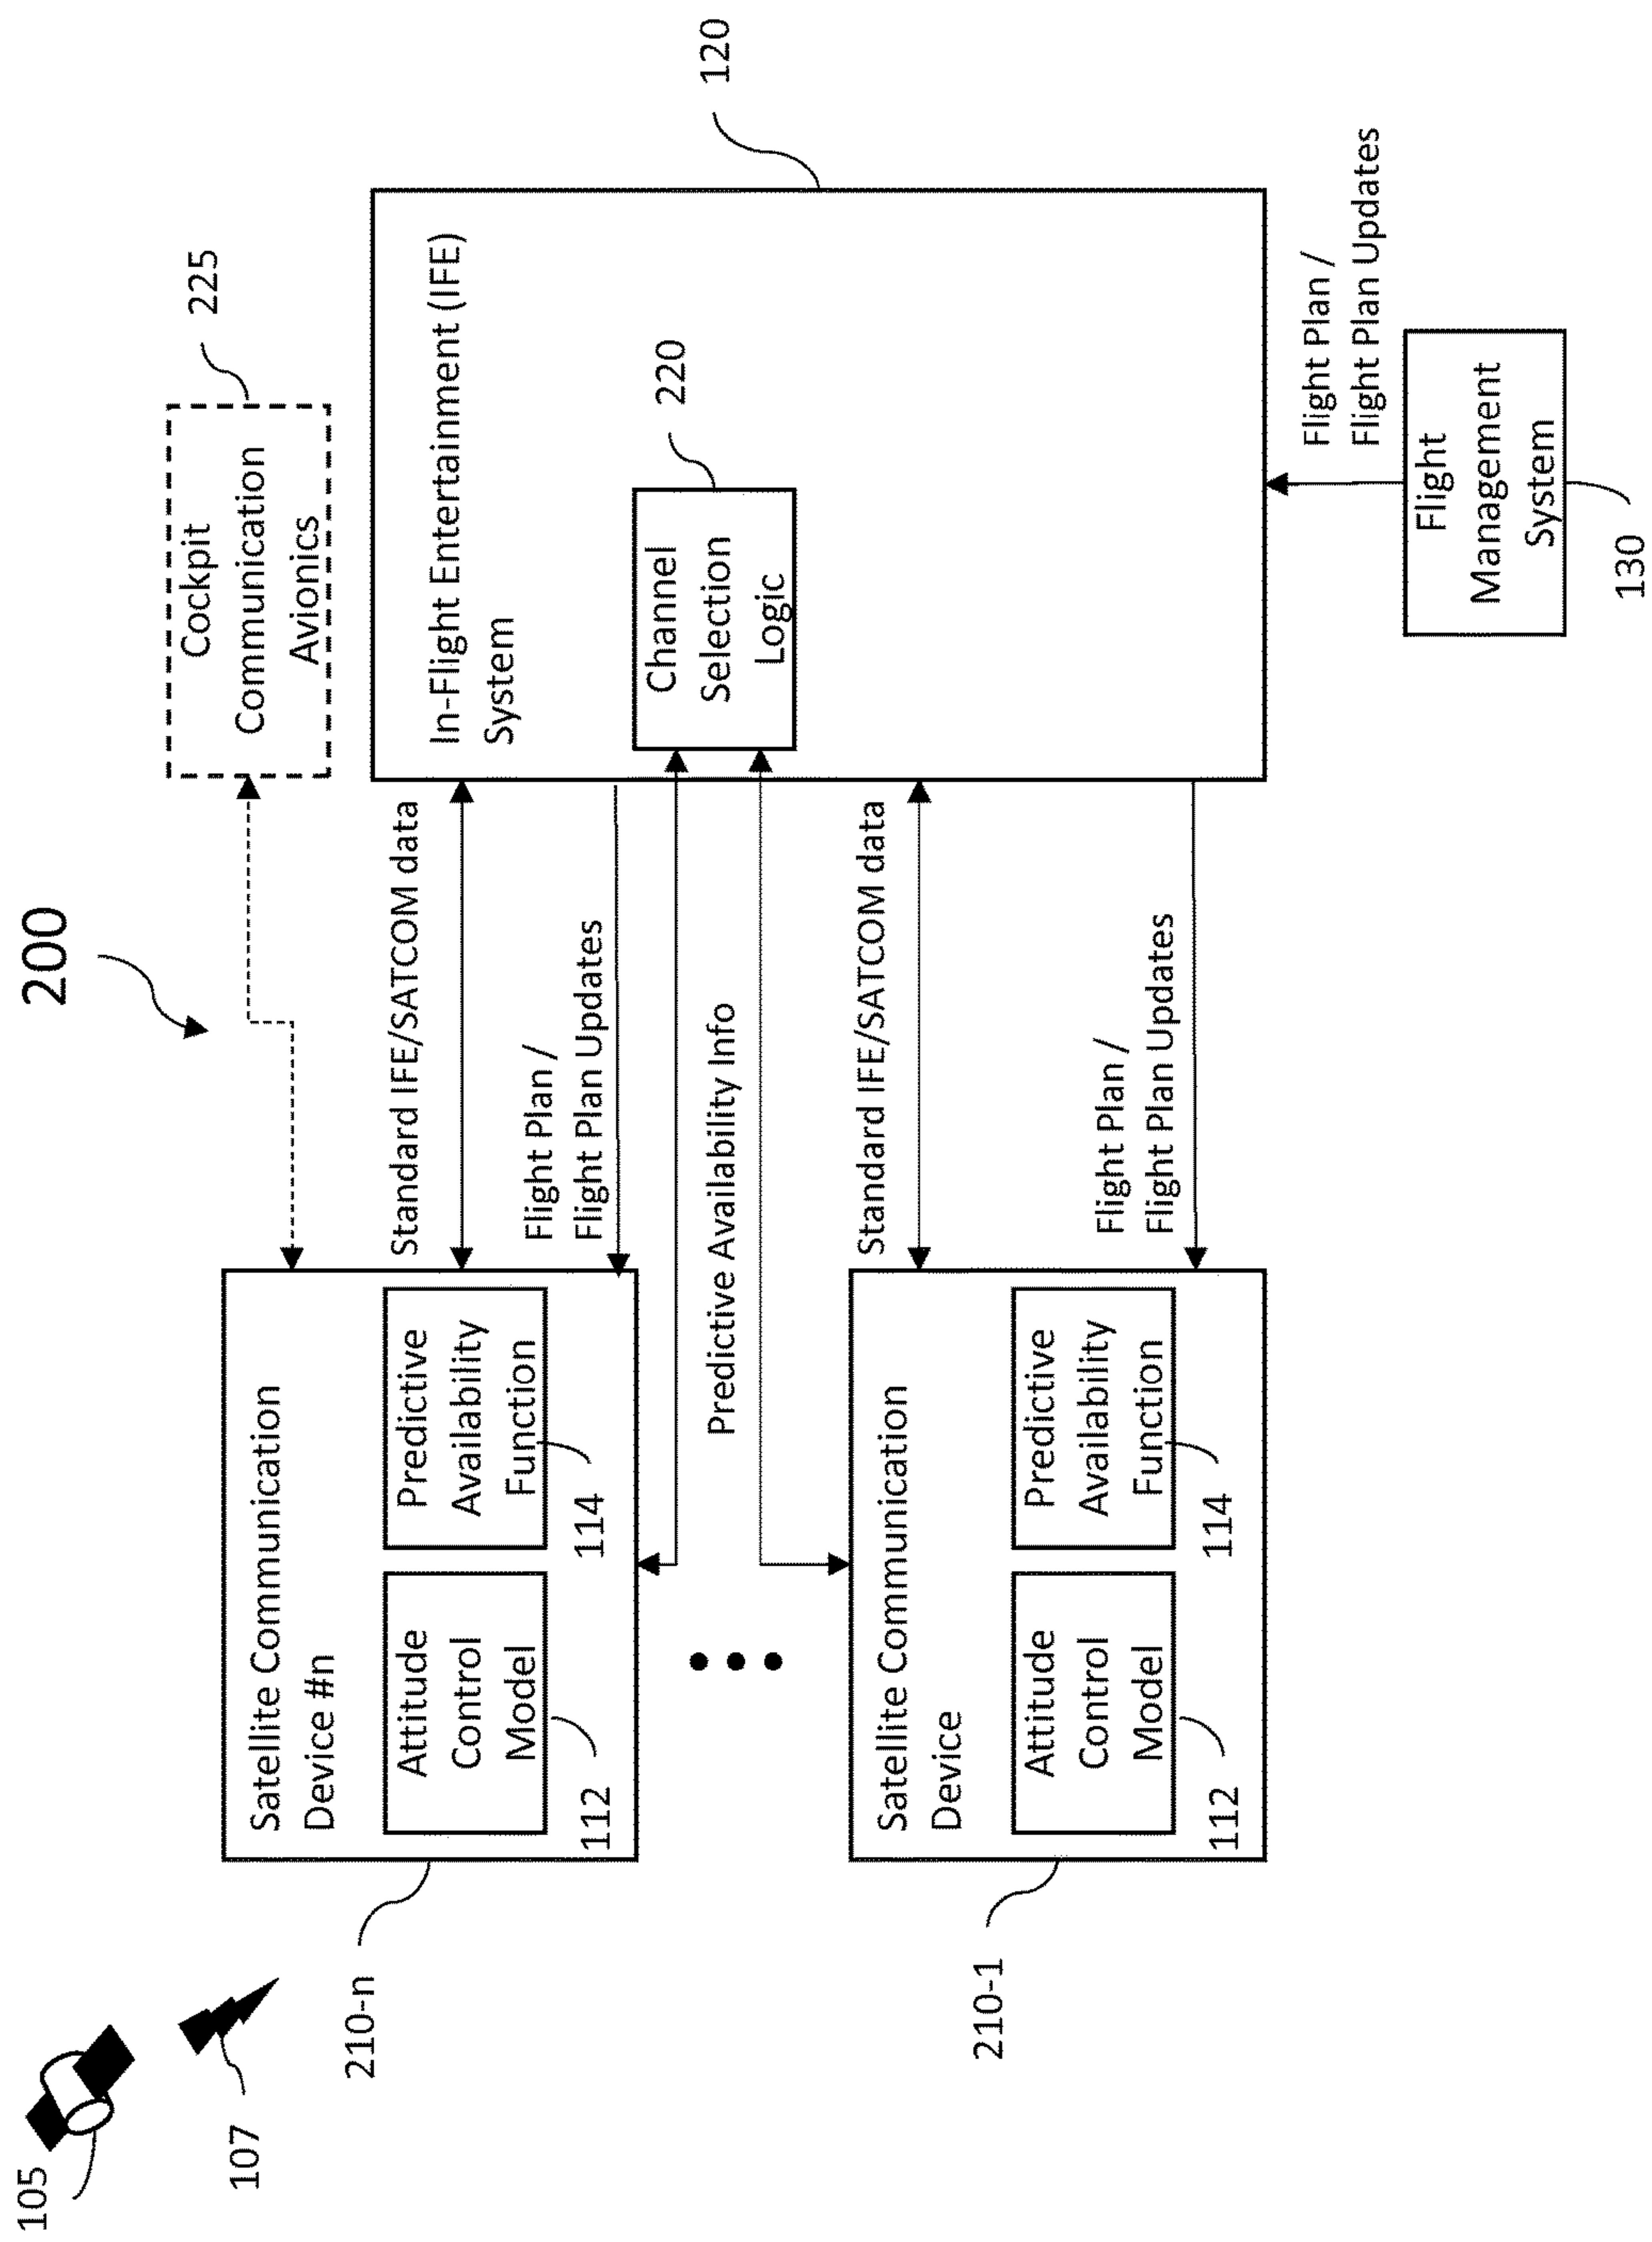 200
105
107
210-n
Satellite Communication
Device #n
Attitude
Control
Model
112
Predictive
Availability
Function
114
Cockpit
Communication
Avionics
225
Standard IFE/SATCOM data
Flight Plan /
Flight Plan Updates
Predictive Availability Info
In-Flight Entertainment (IFE)
System
120
Channel
Selection
Logic
220
210-1
Satellite Communication
Device
Attitude
Control
Model
112
Predictive
Availability
Function
114
Standard IFE/SATCOM data
Flight Plan /
Flight Plan Updates
Flight Plan /
Flight Plan Updates
Flight
Management
System
130